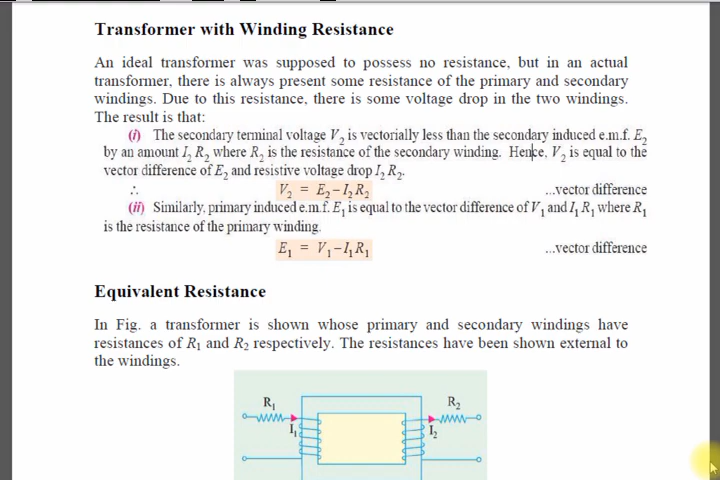 Transformer with Winding Resistance
An ideal transformer was supposed to possess no resistance, but in an actual
transformer, there is always present some resistance of the primary and secondary
windings. Due to this resistance, there is some voltage drop in the two windings.
The result is that:
(i) The secondary terminal voltage V₂ is vectorially less than the secondary induced e.m.f. E₂
by an amount I₂ R₂ where R₂ is the resistance of the secondary winding. Hence, V₂ is equal to the
vector difference of E₂ and resistive voltage drop I₂ R₂.
∴ V₂ = E₂ – I₂ R₂ ...vector difference
(ii) Similarly, primary induced e.m.f. E₁ is equal to the vector difference of V₁ and I₁ R₁ where R₁
is the resistance of the primary winding.
E₁ = V₁ – I₁ R₁ ...vector difference
Equivalent Resistance
In Fig. a transformer is shown whose primary and secondary windings have
resistances of R₁ and R₂ respectively. The resistances have been shown external to
the windings.
R₁ R₂
I₁ I₂